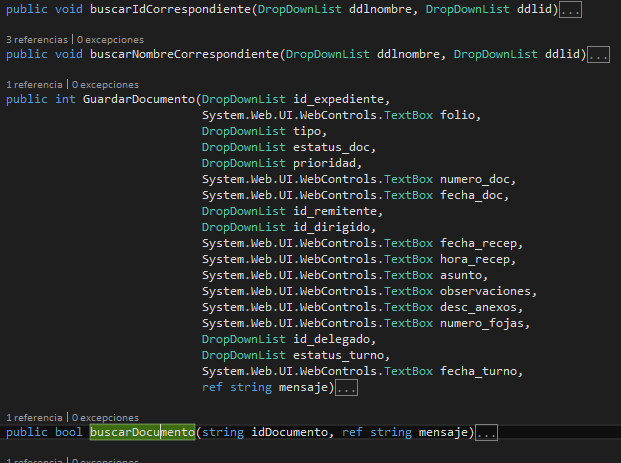 public void buscarIdCorrespondiente(DropDownList ddlnombre, DropDownList ddlid)...
3 referencias | 0 excepciones
public void buscarNombreCorrespondiente(DropDownList ddlnombre, DropDownList ddlid)...
1 referencia | 0 excepciones
public int GuardarDocumento(DropDownList id_expediente,
System.Web.UI.WebControls.TextBox folio,
DropDownList tipo,
DropDownList estatus_doc,
DropDownList prioridad,
System.Web.UI.WebControls.TextBox numero_doc,
System.Web.UI.WebControls.TextBox fecha_doc,
DropDownList id_remitente,
DropDownList id_dirigido,
System.Web.UI.WebControls.TextBox fecha_recep,
System.Web.UI.WebControls.TextBox hora_recep,
System.Web.UI.WebControls.TextBox asunto,
System.Web.UI.WebControls.TextBox observaciones,
System.Web.UI.WebControls.TextBox desc_anexos,
System.Web.UI.WebControls.TextBox numero_fojas,
DropDownList id_delegado,
DropDownList estatus_turno,
System.Web.UI.WebControls.TextBox fecha_turno,
ref string mensaje)...
1 referencia | 0 excepciones
public bool buscarDocumento(string idDocumento, ref string mensaje)...
1 referencia | 0 excepciones